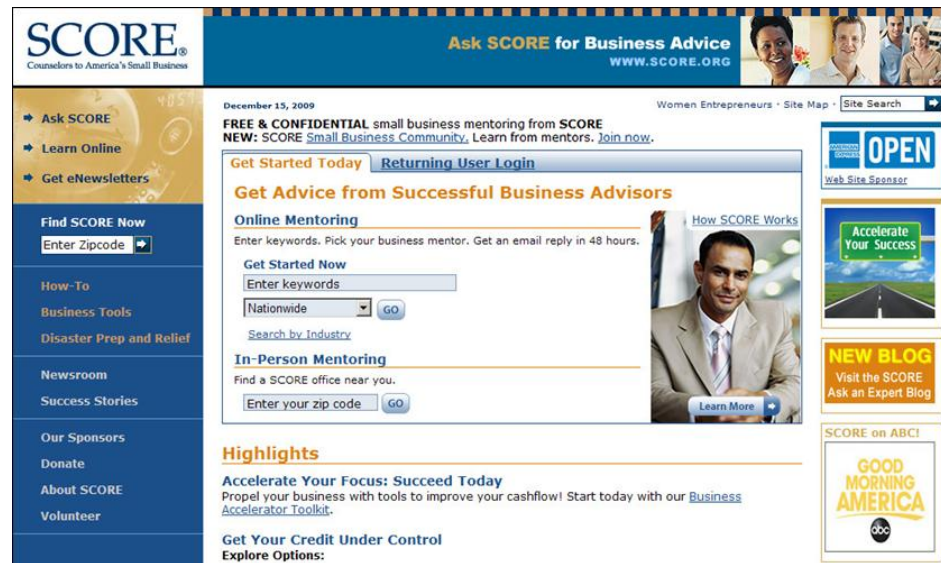 SCORE®
Counselors to America's Small Business
Ask SCORE for Business Advice
WWW.SCORE.ORG
Ask SCORE
Learn Online
Get eNewsletters
Find SCORE Now
Enter Zipcode
How-To
Business Tools
Disaster Prep and Relief
Newsroom
Success Stories
Our Sponsors
Donate
About SCORE
Volunteer
December 15, 2009
Women Entrepreneurs · Site Map · Site Search
FREE & CONFIDENTIAL small business mentoring from SCORE
NEW: SCORE Small Business Community. Learn from mentors. Join now.
Get Started Today Returning User Login
Get Advice from Successful Business Advisors
Online Mentoring
How SCORE Works
Enter keywords. Pick your business mentor. Get an email reply in 48 hours.
Get Started Now
Enter keywords
Nationwide GO
Search by Industry
In-Person Mentoring
Find a SCORE office near you.
Enter your zip code GO
Learn More
Highlights
Accelerate Your Focus: Succeed Today
Propel your business with tools to improve your cashflow! Start today with our Business
Accelerator Toolkit.
Get Your Credit Under Control
Explore Options:
AMERICAN EXPRESS OPEN
Web Site Sponsor
Accelerate
Your Success
NEW BLOG
Visit the SCORE
Ask an Expert Blog
SCORE on ABC!
GOOD
MORNING
AMERICA
abc